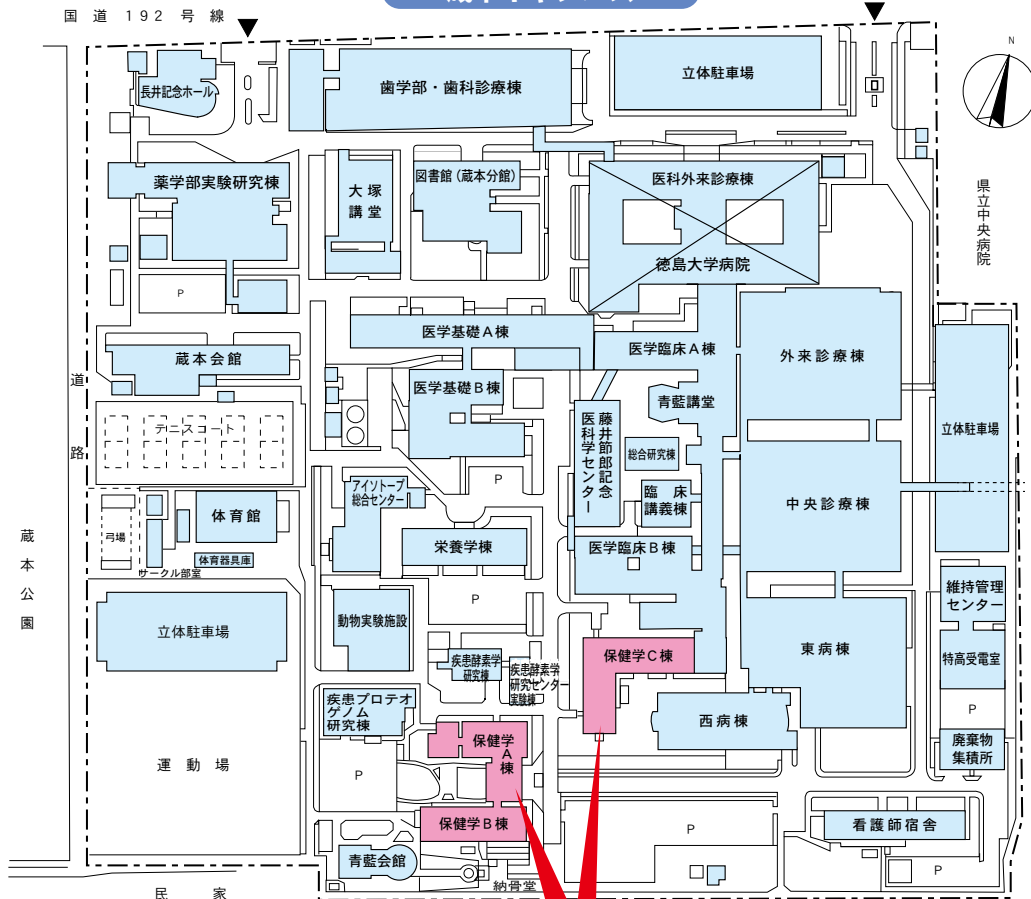 国道192号線
N
長井記念ホール
歯学部・歯科診療棟
立体駐車場
薬学部実験研究棟
大塚
講堂
図書館(蔵本分館)
医科外来診療棟
徳島大学病院
県立中央病院
P
医学基礎A棟
医学臨床A棟
外来診療棟
蔵本会館
医学基礎B棟
青藍講堂
道路
テニスコート
藤井節郎記念
医科学センター
総合研究棟
立体駐車場
P
アイソトープ
総合センター
臨床
講義棟
中央診療棟
弓場
体育館
体育器具庫
サークル部室
栄養学棟
医学臨床B棟
蔵本公園
維持管理
センター
P
立体駐車場
動物実験施設
疾患酵素学
研究棟
疾患酵素学
研究センター
実験棟
保健学C棟
東病棟
特高受電室
疾患プロテオ
ゲノム
研究棟
西病棟
P
保健学
A棟
廃棄物
集積所
運動場
P
保健学B棟
P
看護師宿舎
青藍会館
P
納骨堂
民家